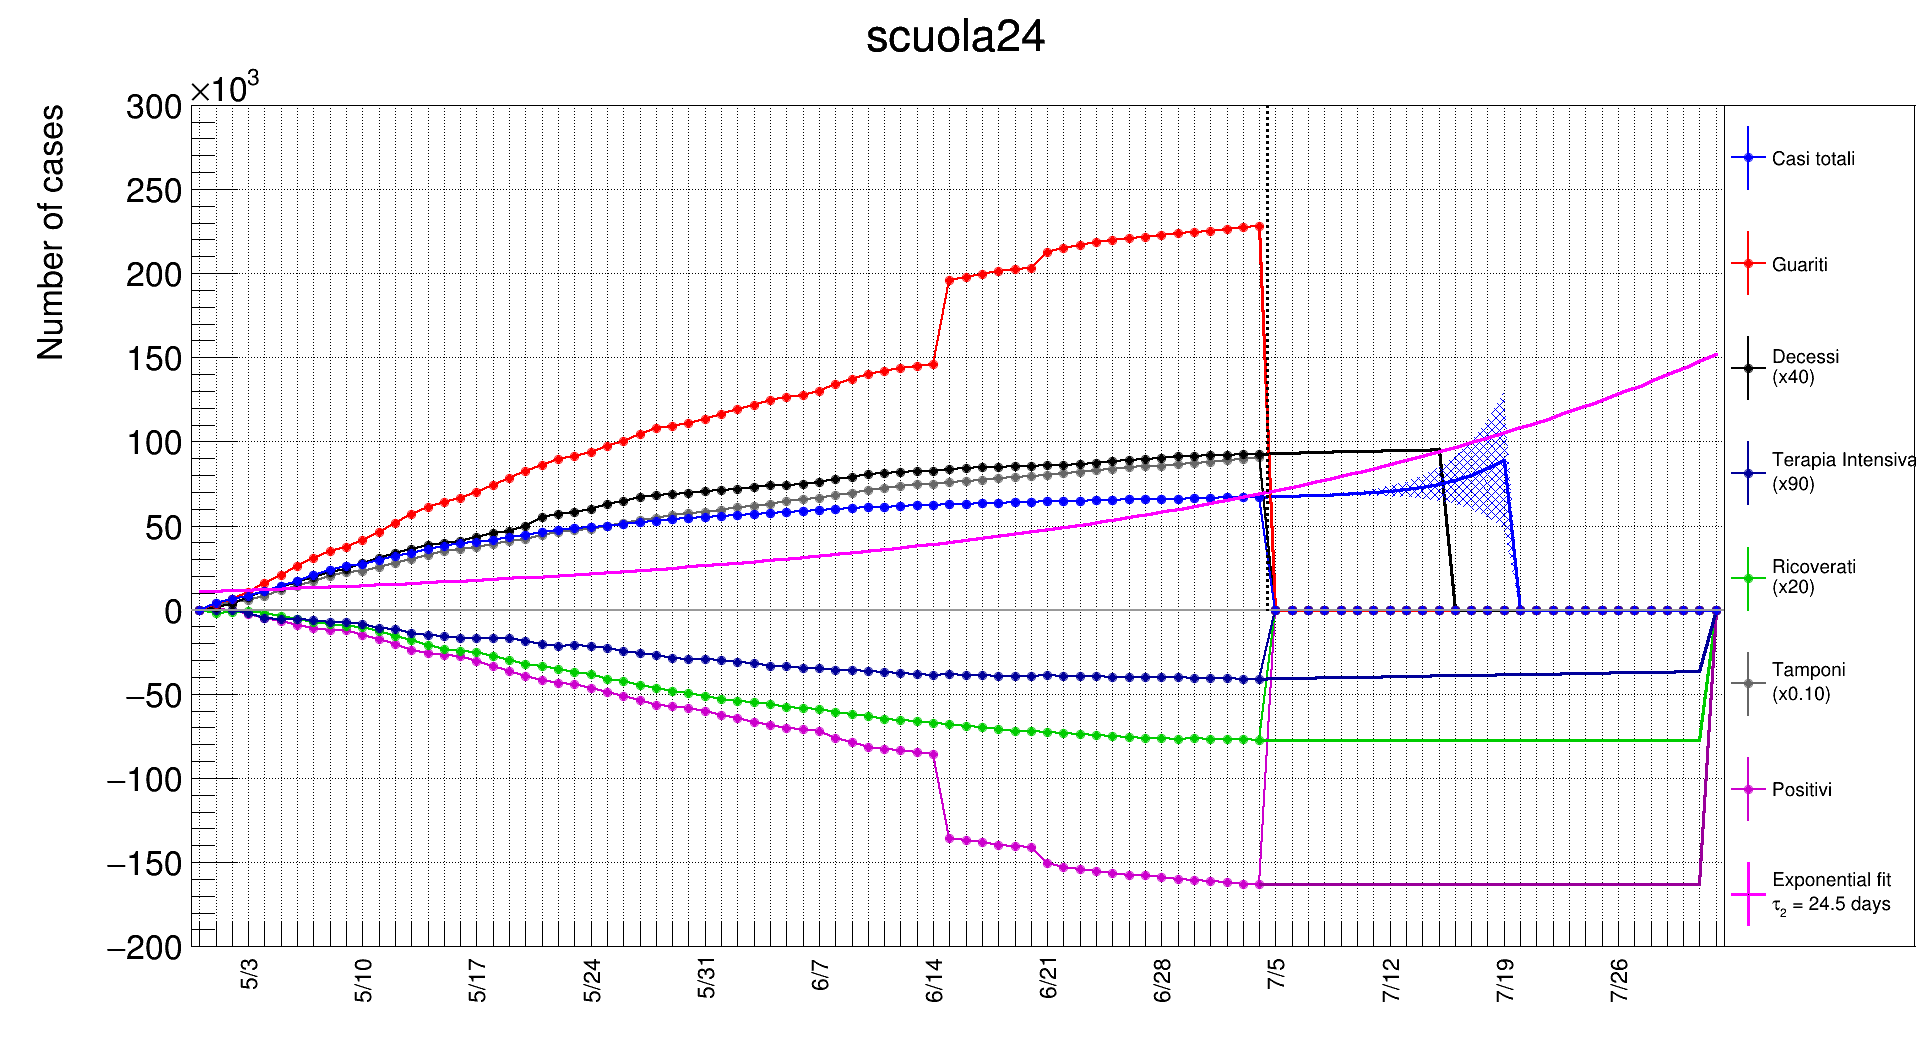 scuola24
×10³
Number of cases
300
250
200
150
100
50
0
−50
−100
−150
−200
5/3
5/10
5/17
5/24
5/31
6/7
6/14
6/21
6/28
7/5
7/12
7/19
7/26
Casi totali
Guariti
Decessi
(x40)
Terapia Intensiva
(x90)
Ricoverati
(x20)
Tamponi
(x0.10)
Positivi
Exponential fit
τ₂ = 24.5 days